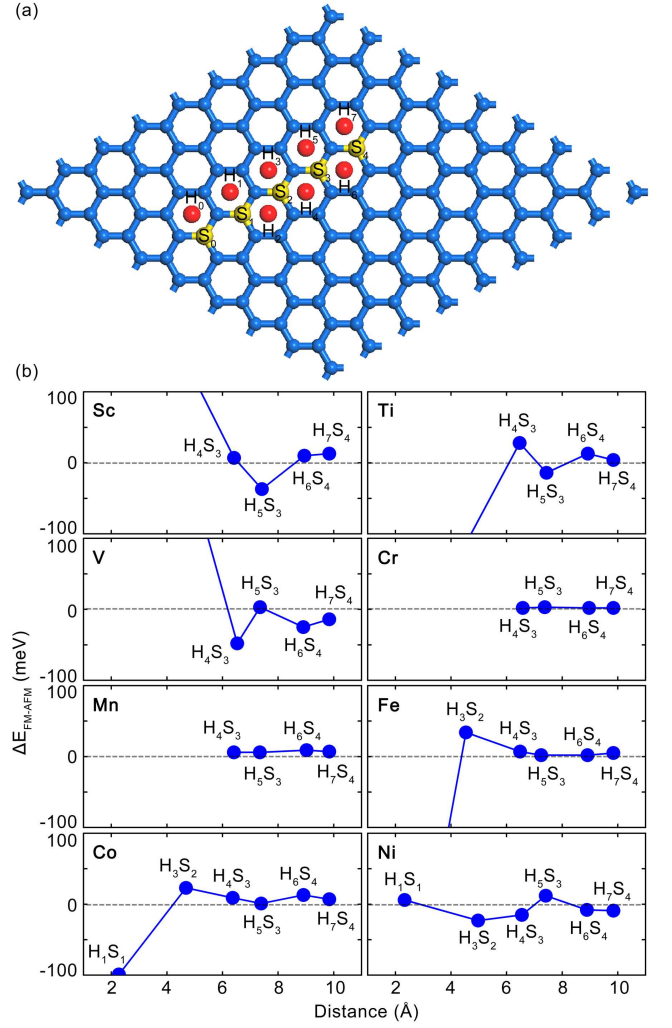 (a)
H₇
H₅
S₄
H₃
S₃
H₆
H₁
S₂
H₄
H₀
S₁
H₂
S₀
(b)
100
0
-100
Sc
H₄S₃
H₅S₃
H₆S₄
H₇S₄
Ti
H₄S₃
H₅S₃
H₆S₄
H₇S₄
100
0
-100
V
H₄S₃
H₅S₃
H₆S₄
H₇S₄
Cr
H₅S₃
H₄S₃
H₇S₄
H₆S₄
ΔE_FM-AFM (meV)
100
0
-100
Mn
H₄S₃
H₅S₃
H₆S₄
H₇S₄
Fe
H₃S₂
H₄S₃
H₅S₃
H₆S₄
H₇S₄
100
0
-100
Co
H₁S₁
H₃S₂
H₄S₃
H₅S₃
H₆S₄
H₇S₄
Ni
H₁S₁
H₃S₂
H₄S₃
H₅S₃
H₆S₄
H₇S₄
2 4 6 8 10 2 4 6 8 10
Distance (Å)